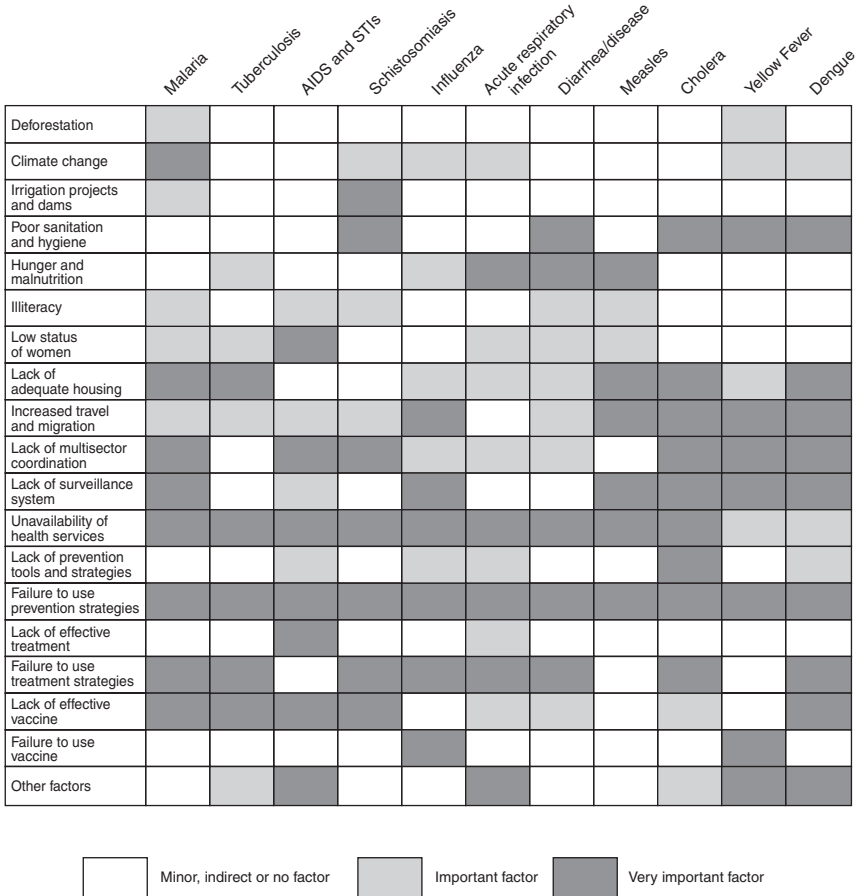 Malaria
Tuberculosis
AIDS and STIs
Schistosomiasis
Influenza
Acute respiratory
infection
Diarrhea/disease
Measles
Cholera
Yellow Fever
Dengue
Deforestation
Climate change
Irrigation projects
and dams
Poor sanitation
and hygiene
Hunger and
malnutrition
Illiteracy
Low status
of women
Lack of
adequate housing
Increased travel
and migration
Lack of multisector
coordination
Lack of surveillance
system
Unavailability of
health services
Lack of prevention
tools and strategies
Failure to use
prevention strategies
Lack of effective
treatment
Failure to use
treatment strategies
Lack of effective
vaccine
Failure to use
vaccine
Other factors
Minor, indirect or no factor
Important factor
Very important factor